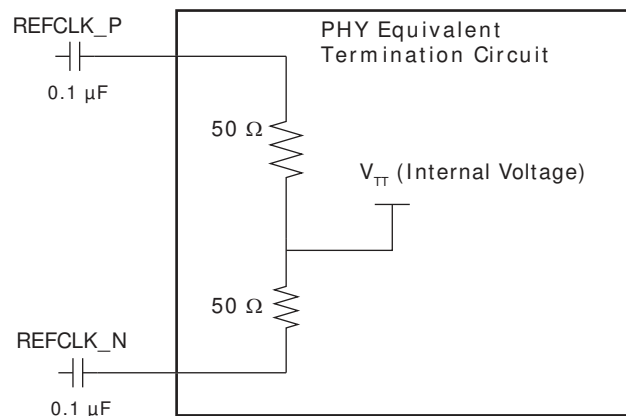 REFCLK_P
0.1 µF
PHY Equivalent
Termination Circuit
50 Ω
V_TT (Internal Voltage)
50 Ω
REFCLK_N
0.1 µF